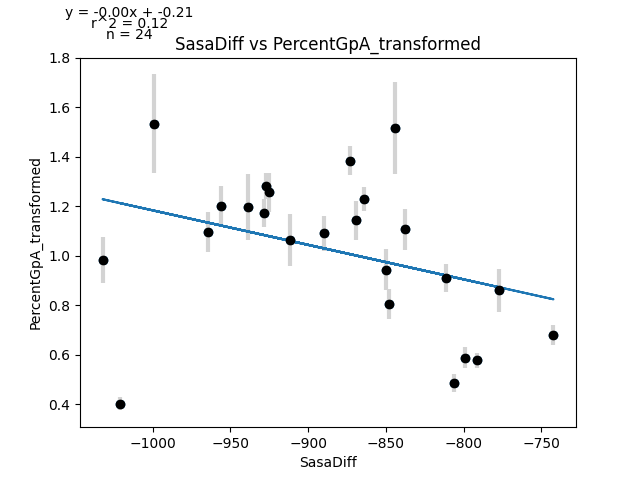 y = -0.00x + -0.21
r^2 = 0.12
n = 24
SasaDiff vs PercentGpA_transformed
1.8
1.6
1.4
1.2
1.0
0.8
0.6
0.4
PercentGpA_transformed
−1000
−950
−900
−850
−800
−750
SasaDiff